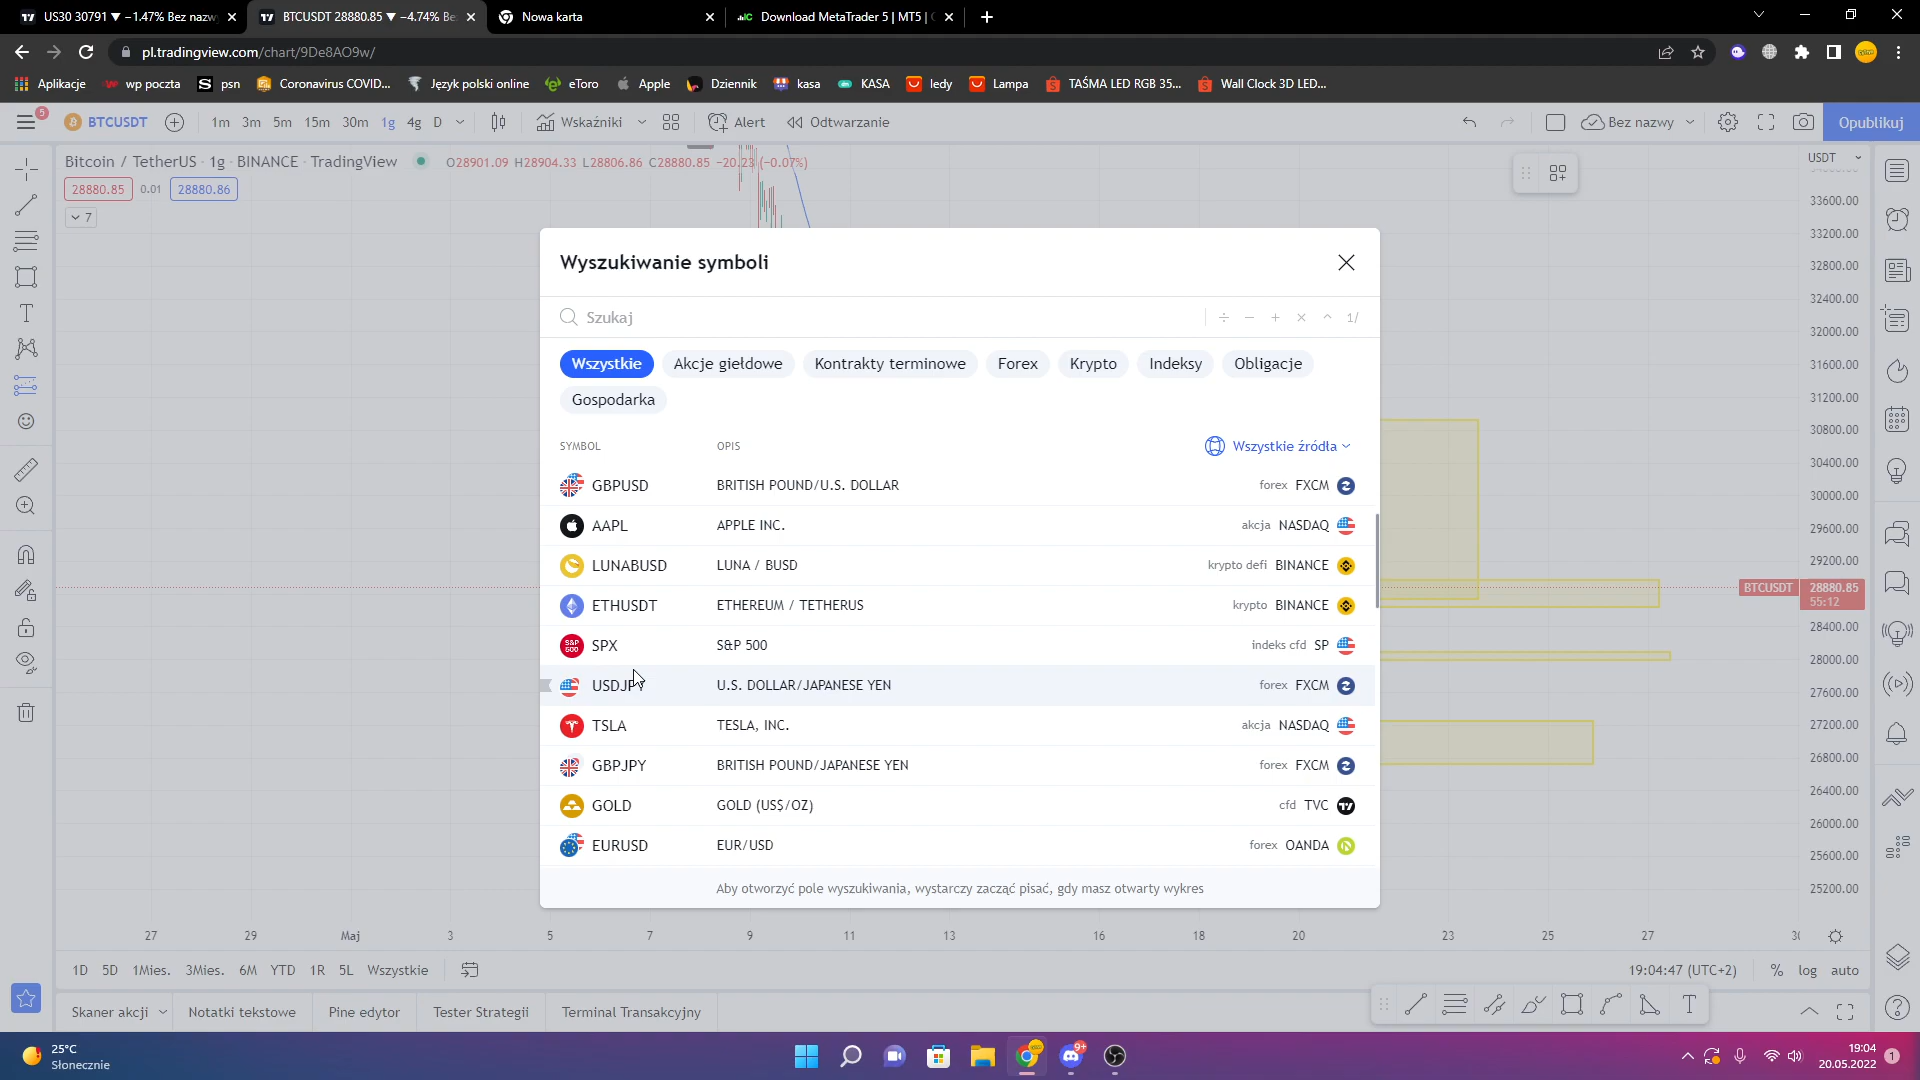 US30 30791 ▼ −1.47% Bez nazw
BTCUSDT 28880.85 ▼ −4.74% Be
Nowa karta
Download MetaTrader 5 | MT5 |
pl.tradingview.com/chart/9De8AO9w/
Aplikacje
wp poczta
psn
Coronavirus COVID...
Język polski online
eToro
Apple
Dziennik
kasa
KASA
ledy
Lampa
TAŚMA LED RGB 35...
Wall Clock 3D LED...
5
BTCUSDT
1m 3m 5m 15m 30m 1g 4g D
Wskaźniki
Alert
Odtwarzanie
Bez nazwy
Opublikuj
Bitcoin / TetherUS · 1g · BINANCE · TradingView
O28901.09 H28904.33 L28806.86 C28880.85 −20.23 (−0.07%)
USDT
28880.85 0.01 28880.86
7
33600.00
33200.00
32800.00
32400.00
32000.00
31600.00
31200.00
30800.00
30400.00
30000.00
29600.00
29200.00
BTCUSDT 28880.85
55:12
28400.00
28000.00
27600.00
27200.00
26800.00
26400.00
26000.00
25600.00
25200.00
Wyszukiwanie symboli
Szukaj
÷ − + × ^ 1/
Wszystkie Akcje giełdowe Kontrakty terminowe Forex Krypto Indeksy Obligacje
Gospodarka
SYMBOL OPIS Wszystkie źródła
GBPUSD BRITISH POUND/U.S. DOLLAR forex FXCM
AAPL APPLE INC. akcja NASDAQ
LUNABUSD LUNA / BUSD krypto defi BINANCE
ETHUSDT ETHEREUM / TETHERUS krypto BINANCE
S&P 500 SPX S&P 500 indeks cfd SP
USDJPY U.S. DOLLAR/JAPANESE YEN forex FXCM
TSLA TESLA, INC. akcja NASDAQ
GBPJPY BRITISH POUND/JAPANESE YEN forex FXCM
GOLD GOLD (US$/OZ) cfd TVC
EURUSD EUR/USD forex OANDA
Aby otworzyć pole wyszukiwania, wystarczy zacząć pisać, gdy masz otwarty wykres
27 29 Maj 3 5 7 9 11 13 16 18 20 23 25 27
1D 5D 1Mies. 3Mies. 6M YTD 1R 5L Wszystkie
19:04:47 (UTC+2) % log auto
Skaner akcji Notatki tekstowe Pine edytor Tester Strategii Terminal Transakcyjny
25°C
Słonecznie
9+
19:04
20.05.2022
1